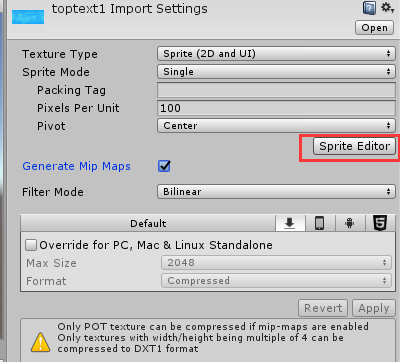 toptext1 Import Settings
Open
Texture Type Sprite (2D and UI)
Sprite Mode Single
Packing Tag
Pixels Per Unit 100
Pivot Center
Sprite Editor
Generate Mip Maps
Filter Mode Bilinear
Default
Override for PC, Mac & Linux Standalone
Max Size 2048
Format Compressed
Revert Apply
Only POT texture can be compressed if mip-maps are enabled
Only textures with width/height being multiple of 4 can be
compressed to DXT1 format